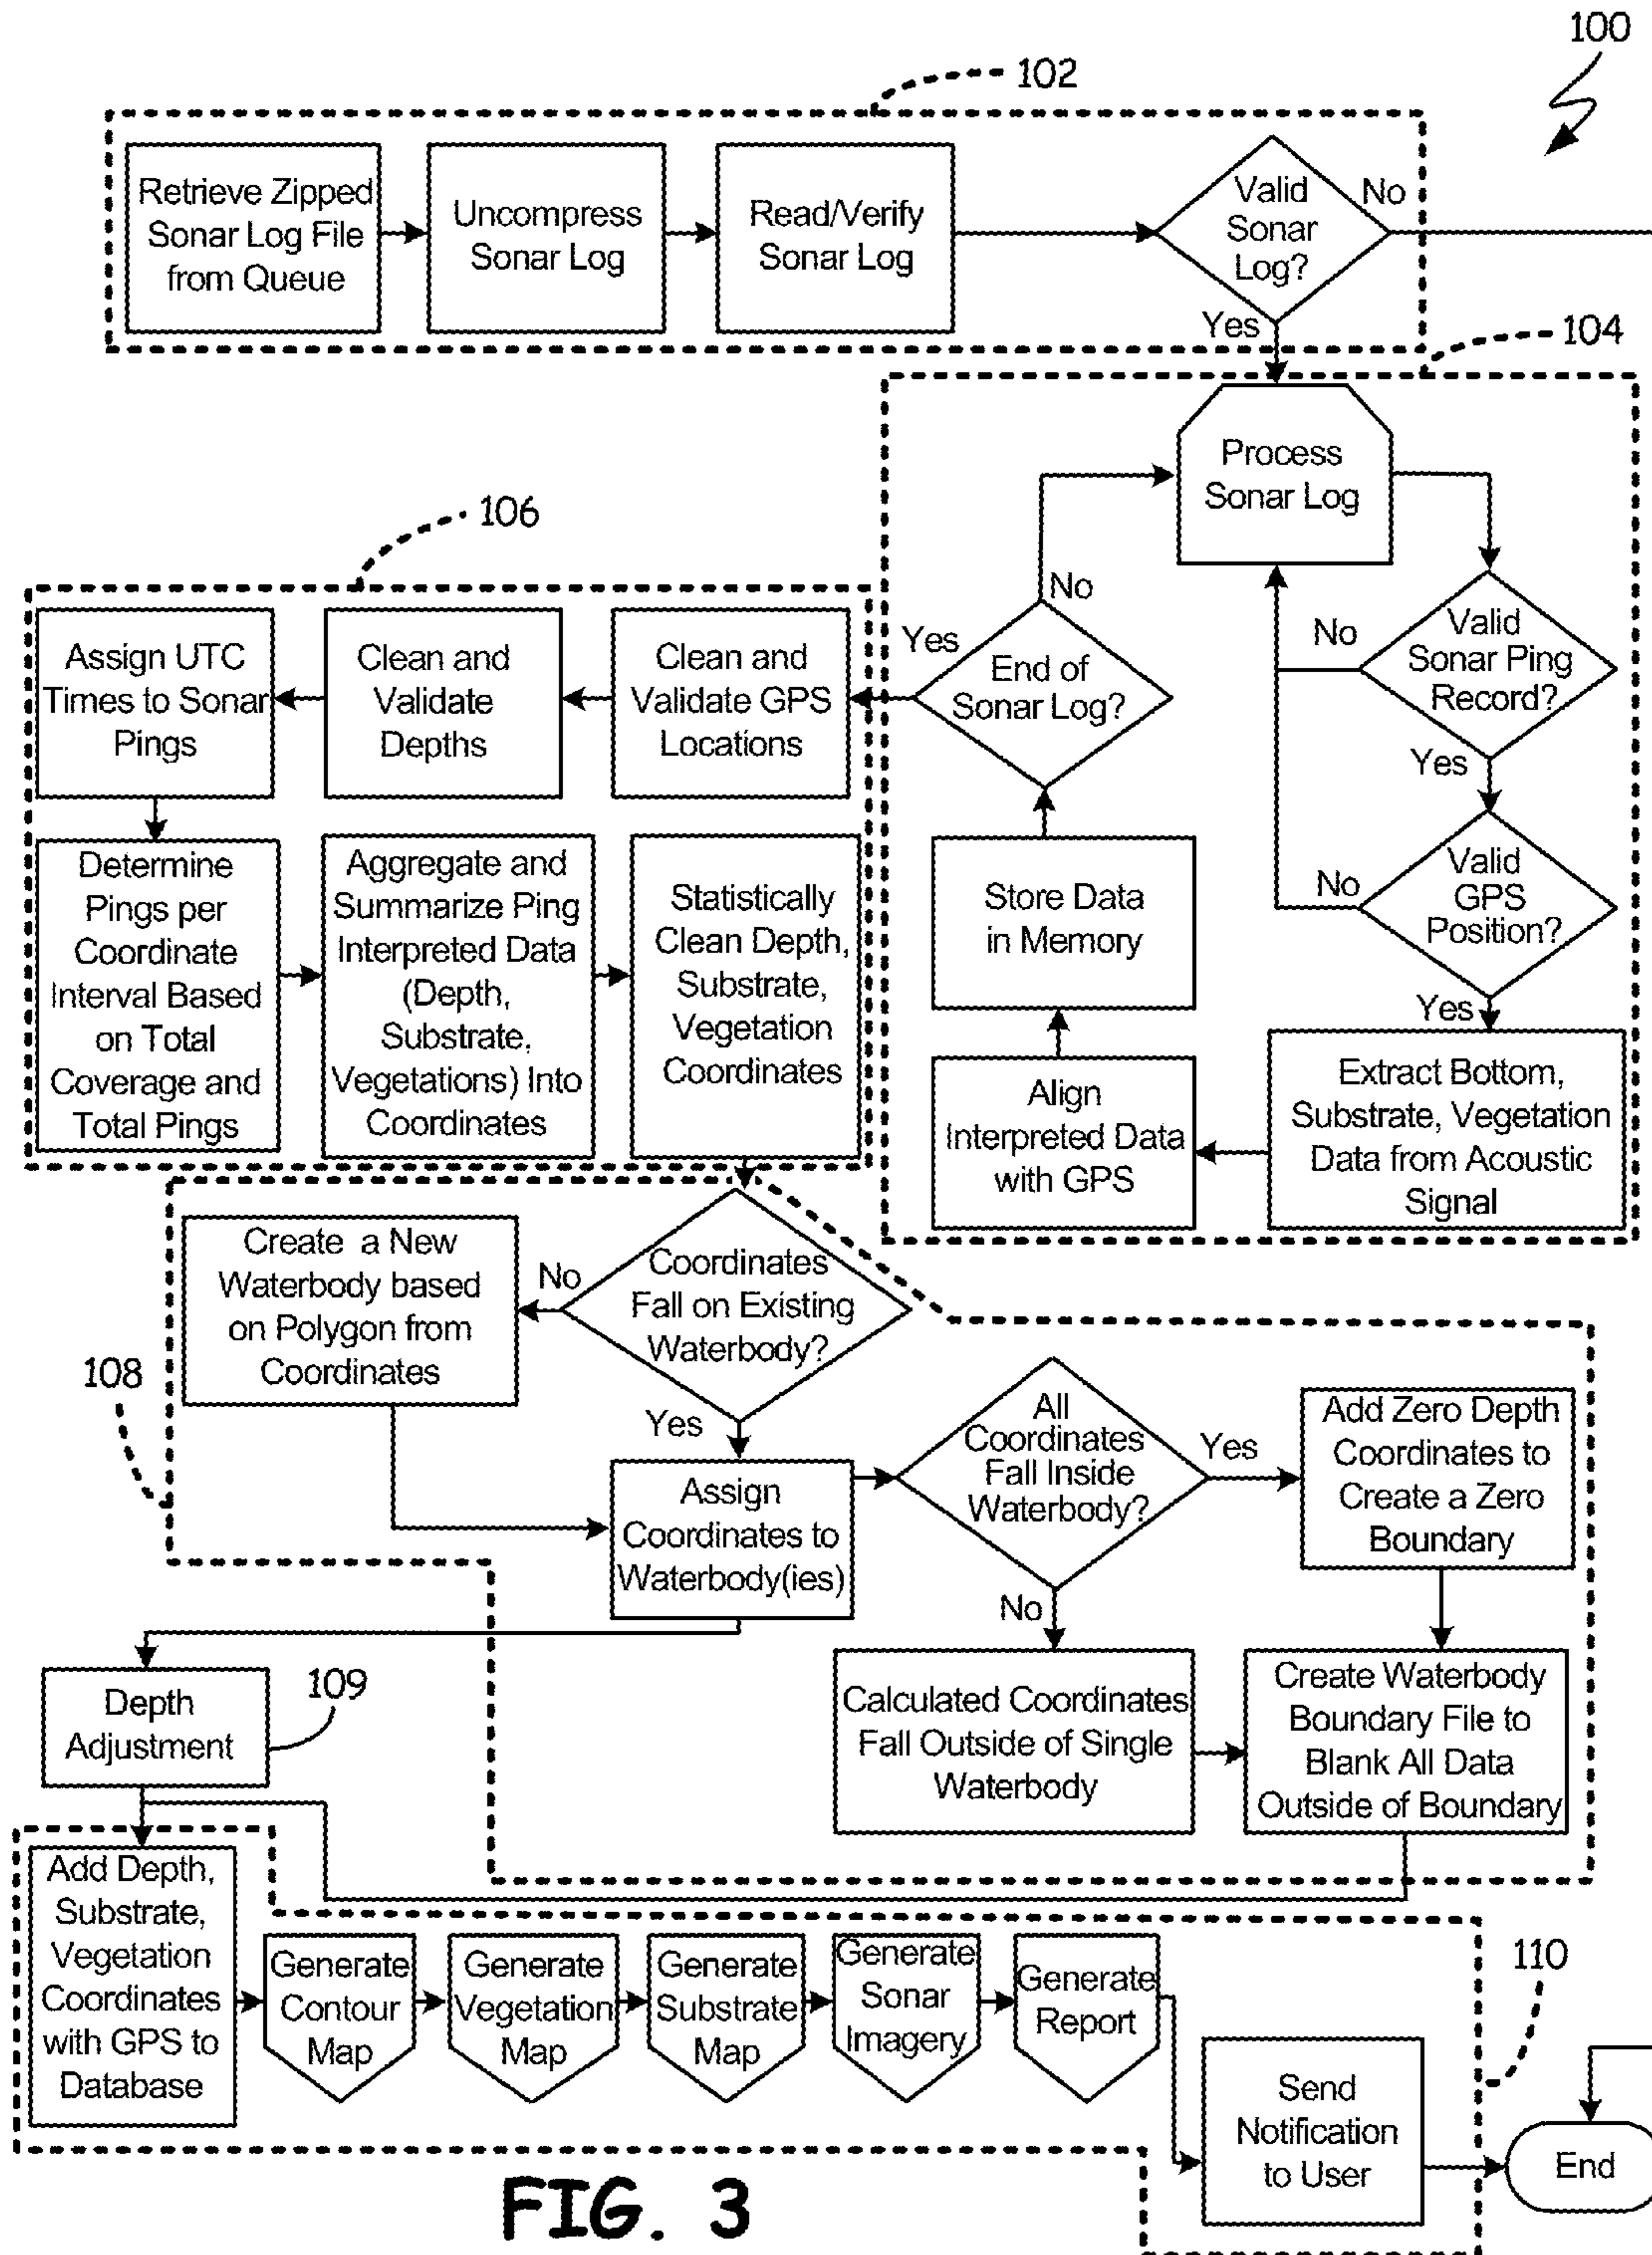 100
102
Retrieve Zipped
Sonar Log File
from Queue
Uncompress
Sonar Log
Read/Verify
Sonar Log
Valid
Sonar
Log?
No
Yes
104
Process
Sonar Log
Valid
Sonar Ping
Record?
No
Yes
Valid
GPS
Position?
No
Yes
Extract Bottom,
Substrate, Vegetation
Data from Acoustic
Signal
Align
Interpreted Data
with GPS
Store Data
in Memory
End of
Sonar Log?
No
Yes
106
Clean and
Validate GPS
Locations
Clean and
Validate
Depths
Assign UTC
Times to Sonar
Pings
Determine
Pings per
Coordinate
Interval Based
on Total
Coverage and
Total Pings
Aggregate and
Summarize Ping
Interpreted Data
(Depth,
Substrate,
Vegetations) Into
Coordinates
Statistically
Clean Depth,
Substrate,
Vegetation
Coordinates
108
Coordinates
Fall on Existing
Waterbody?
No
Yes
Create a New
Waterbody based
on Polygon from
Coordinates
Assign
Coordinates to
Waterbody(ies)
All
Coordinates
Fall Inside
Waterbody?
Yes
No
Add Zero Depth
Coordinates to
Create a Zero
Boundary
Calculated Coordinates
Fall Outside of Single
Waterbody
Create Waterbody
Boundary File to
Blank All Data
Outside of Boundary
Depth
Adjustment
109
Add Depth,
Substrate,
Vegetation
Coordinates
with GPS to
Database
Generate
Contour
Map
Generate
Vegetation
Map
Generate
Substrate
Map
Generate
Sonar
Imagery
Generate
Report
110
Send
Notification
to User
End
FIG. 3